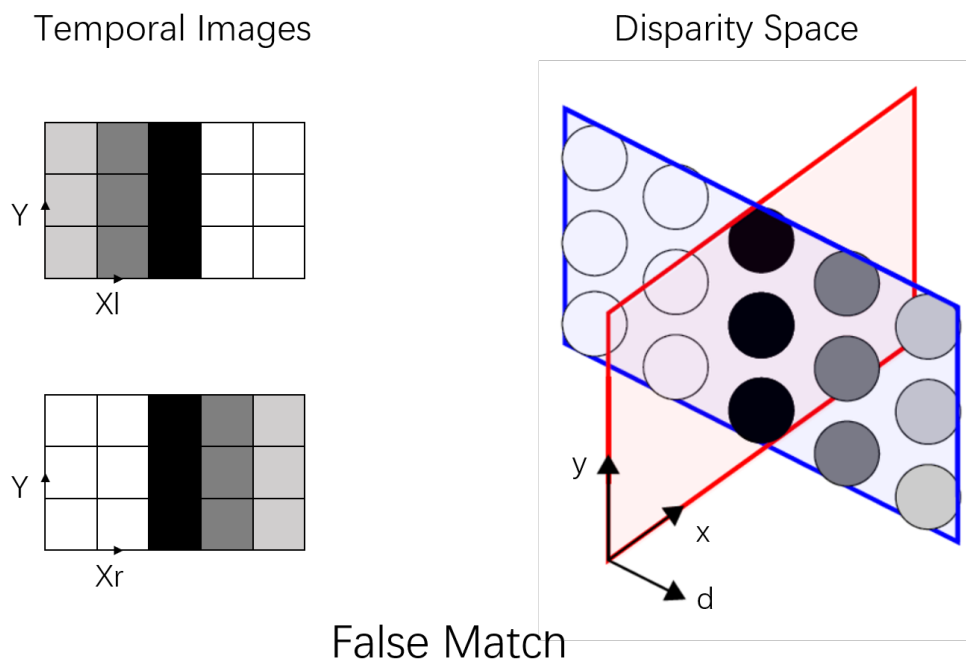 Temporal Images
Disparity Space
Y
Xl
Y
Xr
y
x
d
False Match